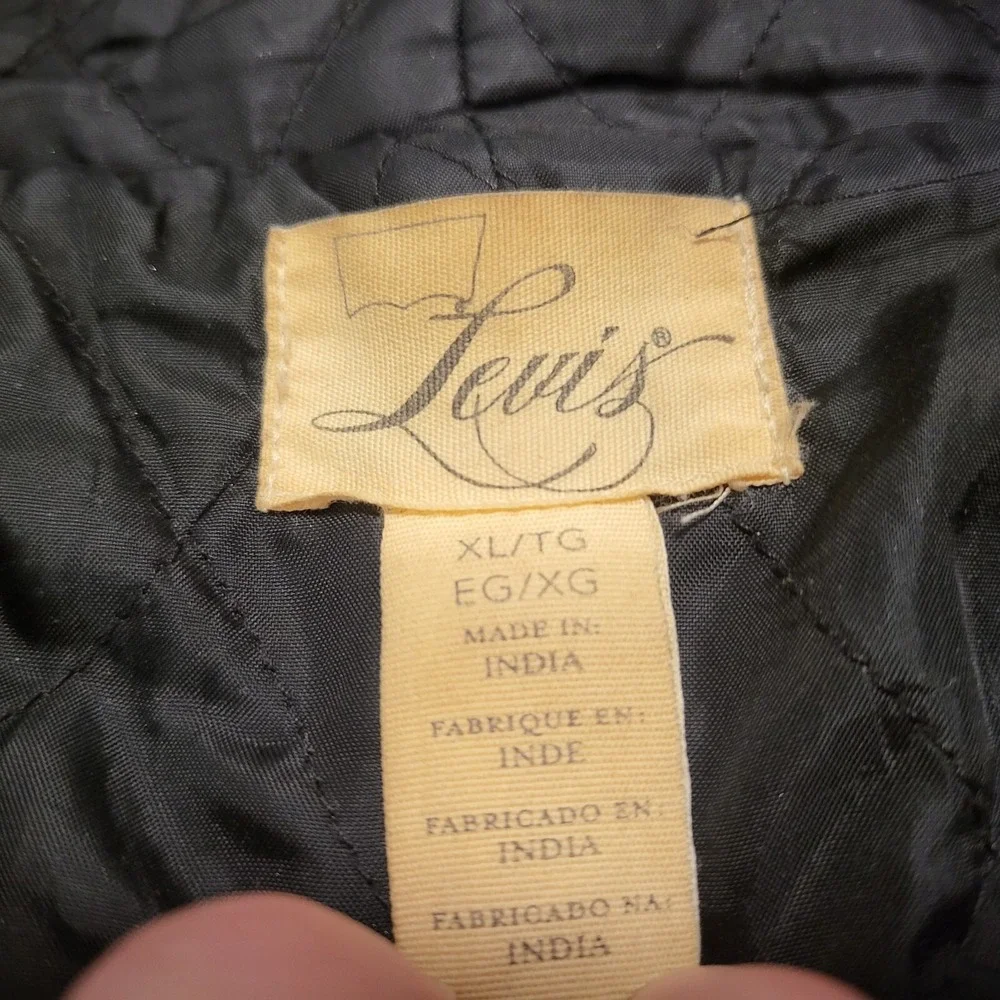 Levi's®
XL/TG
EG/XG
MADE IN:
INDIA
FABRIQUE EN:
INDE
FABRICADO EN:
INDIA
FABRICADO NA:
INDIA